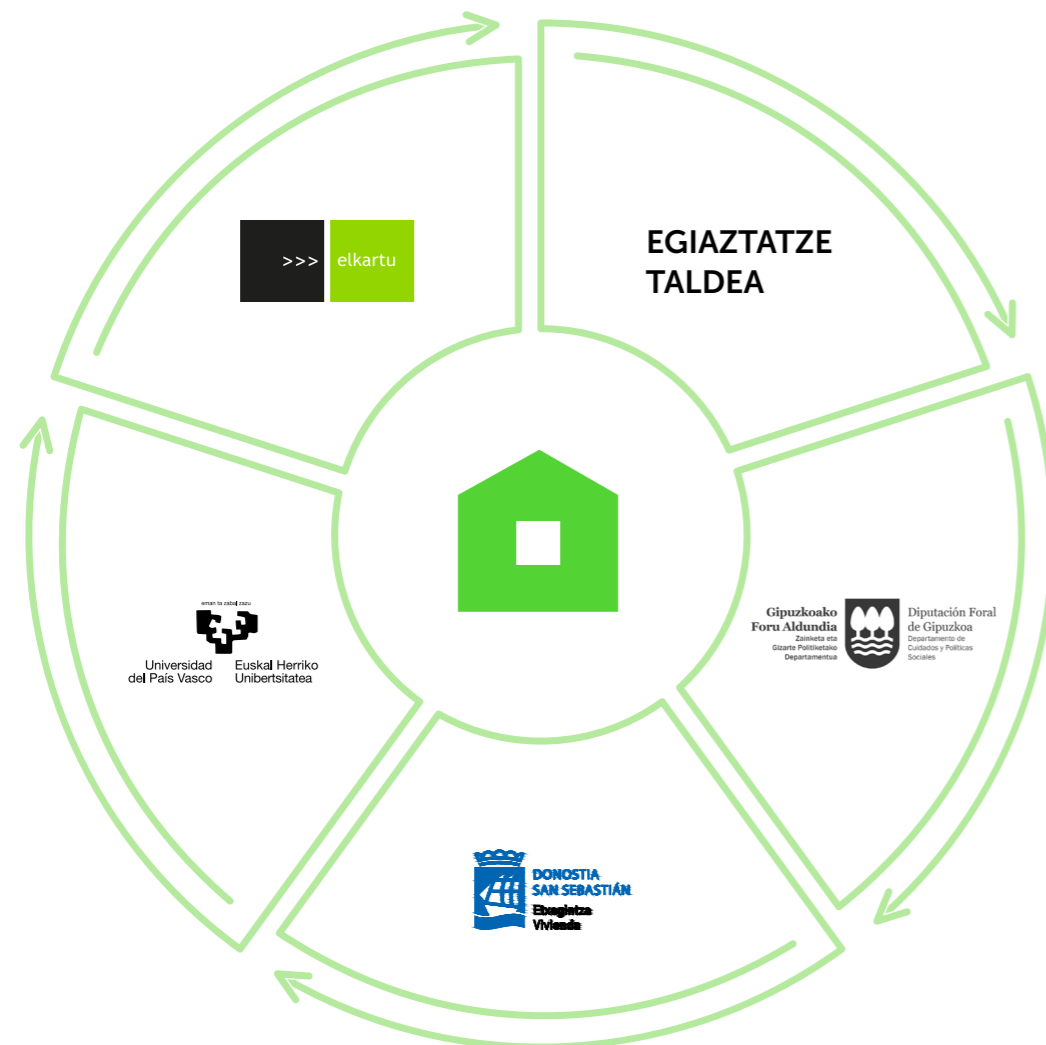 >>> elkartu
EGIAZTATZE
TALDEA
Gipuzkoako
Foru Aldundia
Zainketa eta
Gizarte Politiketako
Departamentua
Diputación Foral
de Gipuzkoa
Departamento de
Cuidados y Políticas
Sociales
DONOSTIA
SAN SEBASTIÁN
Etxegintza
Vivienda
eman ta zabal zazu
Universidad
del País Vasco
Euskal Herriko
Unibertsitatea